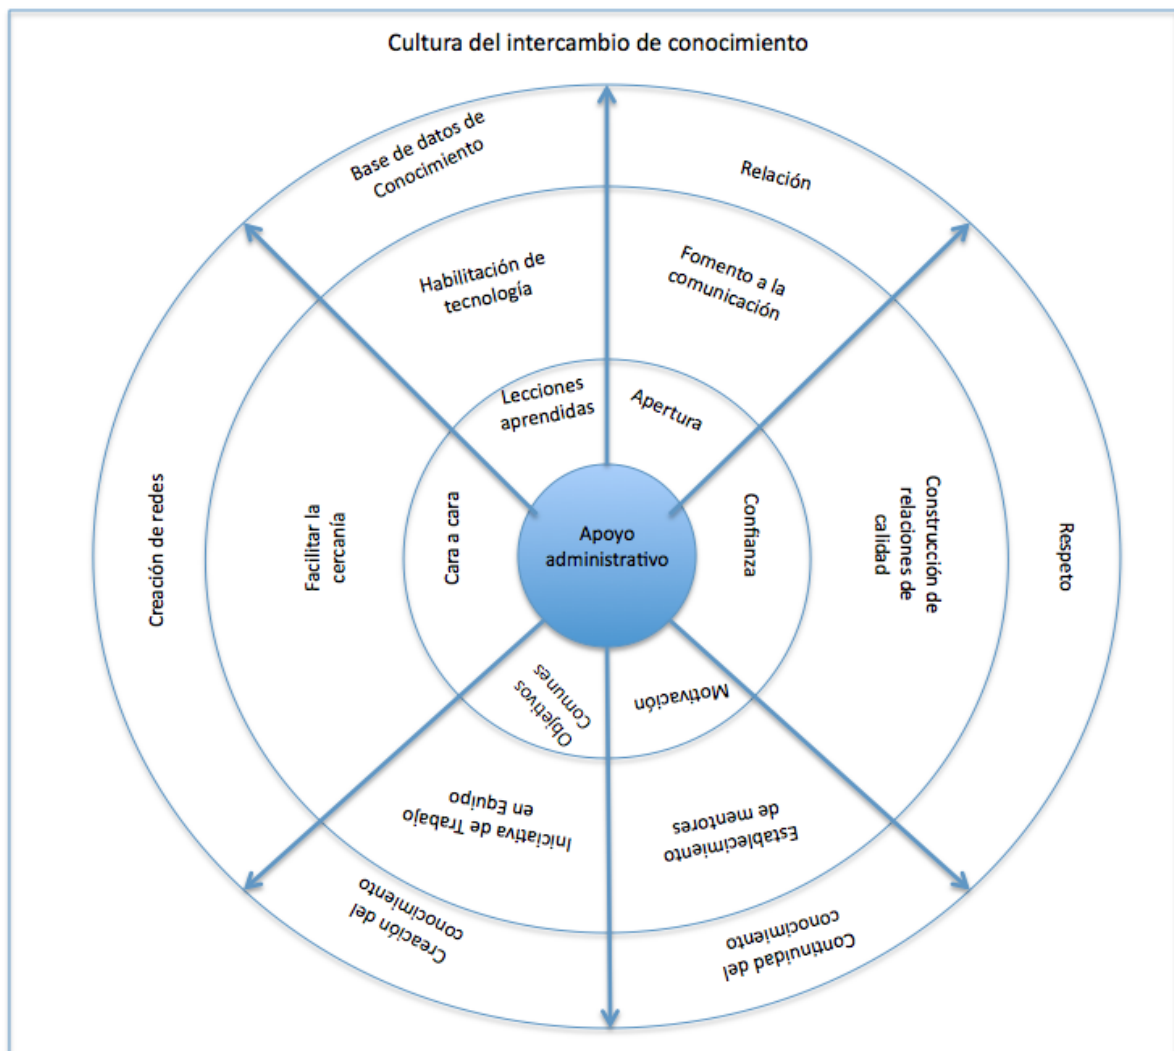 Cultura del intercambio de conocimiento
Base de datos de
Conocimiento
Relación
Habilitación de
tecnología
Fomento a la
comunicación
Lecciones
aprendidas
Apertura
Creación de redes
Facilitar la
cercanía
Cara a cara
Apoyo
administrativo
Confianza
Construcción de
relaciones de
calidad
Respeto
Objetivos
Comunes
Motivación
Iniciativa de Trabajo
en Equipo
Establecimiento
de mentores
Creación del
conocimiento
Continuidad del
conocimiento